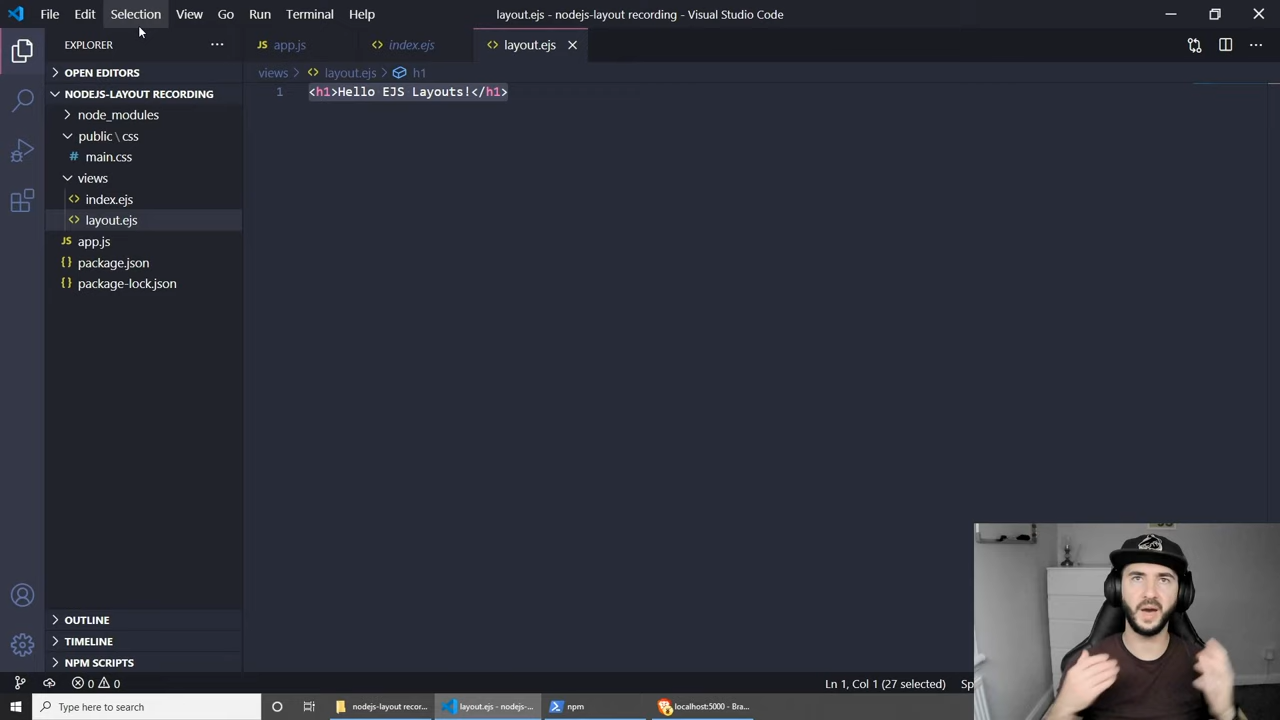 File Edit Selection View Go Run Terminal Help layout.ejs - nodejs-layout recording - Visual Studio Code
EXPLORER
JS app.js
<> index.ejs
<> layout.ejs
OPEN EDITORS
views > <> layout.ejs > h1
NODEJS-LAYOUT RECORDING
1 <h1>Hello EJS Layouts!</h1>
node_modules
public \ css
# main.css
views
<> index.ejs
<> layout.ejs
JS app.js
{} package.json
{} package-lock.json
OUTLINE
TIMELINE
NPM SCRIPTS
0 0
Ln 1, Col 1 (27 selected)
Sp
Type here to search
nodejs-layout recor...
layout.ejs - nodejs-...
npm
localhost:5000 - Bra...